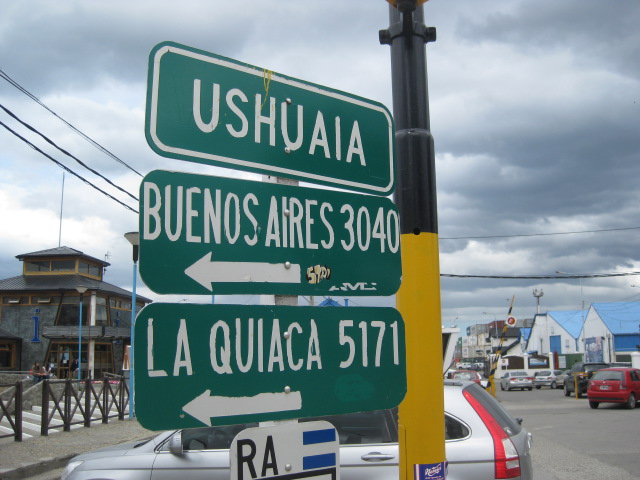 USHUAIA
BUENOS AIRES 3040
LA QUIACA 5171
RA
i